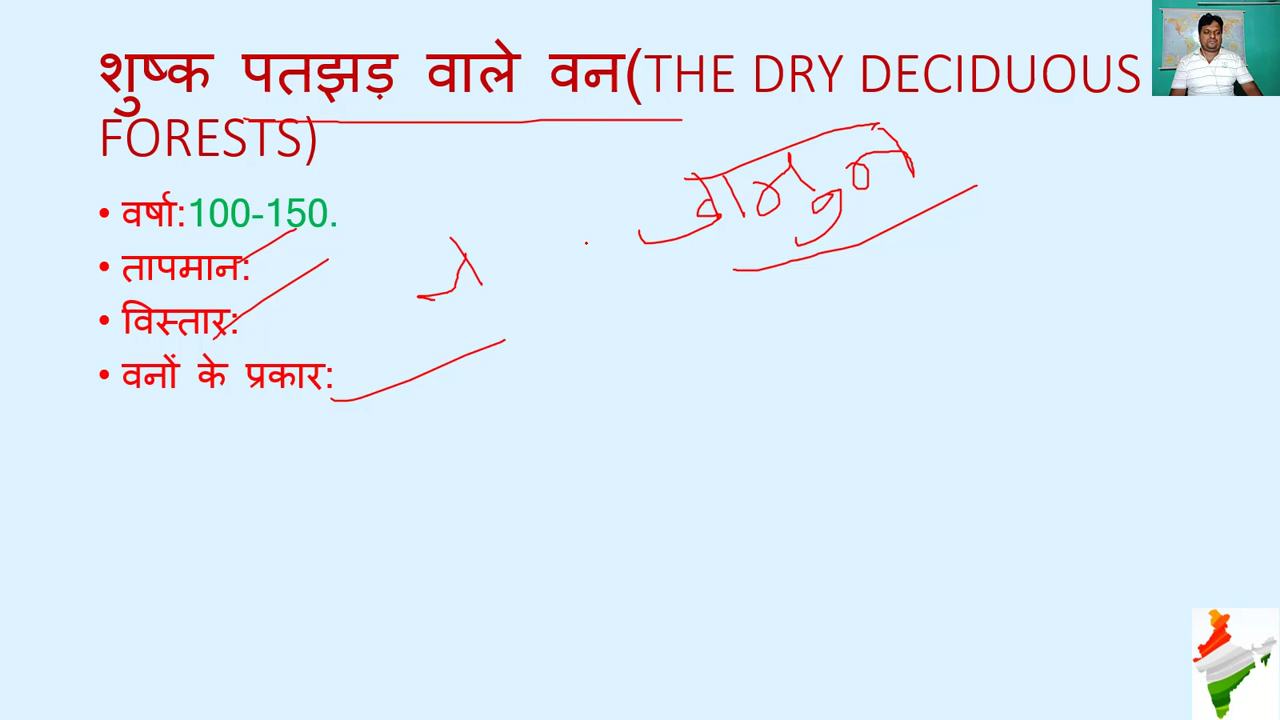 शुष्क पतझड़ वाले वन(THE DRY DECIDUOUS
FORESTS)
• वर्षा:100-150.
• तापमान:
• विस्तार:
• वनों के प्रकार: